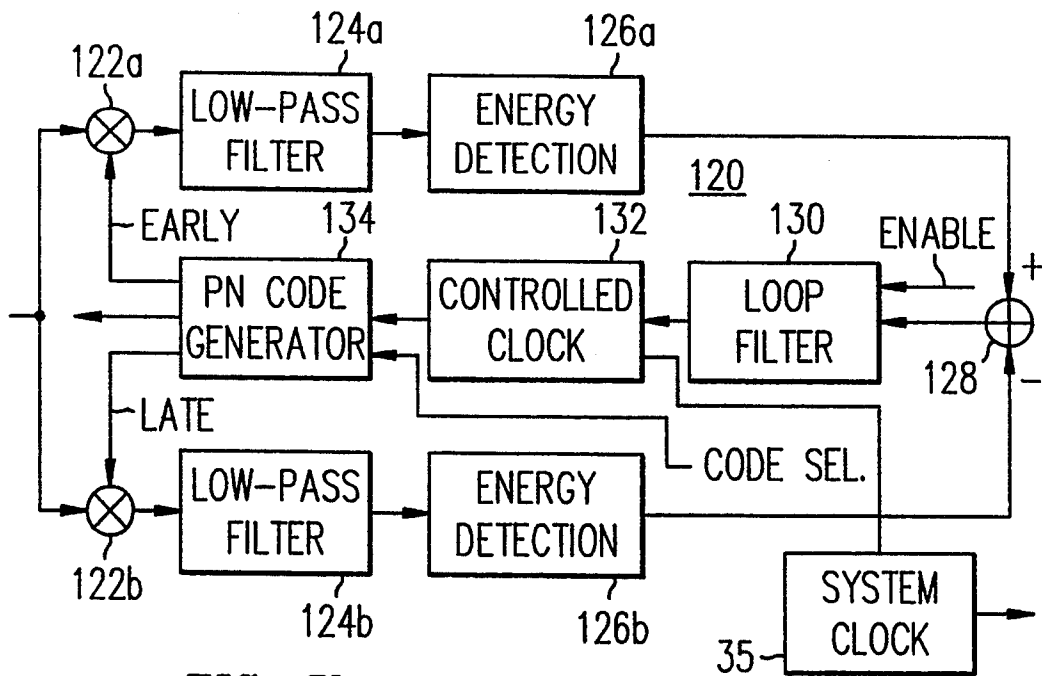 124a
126a
122a
LOW-PASS
FILTER
ENERGY
DETECTION
120
EARLY
134
132
130
ENABLE
PN CODE
GENERATOR
CONTROLLED
CLOCK
LOOP
FILTER
+
128
-
LATE
CODE SEL.
LOW-PASS
FILTER
ENERGY
DETECTION
122b
124b
126b
SYSTEM
CLOCK
35